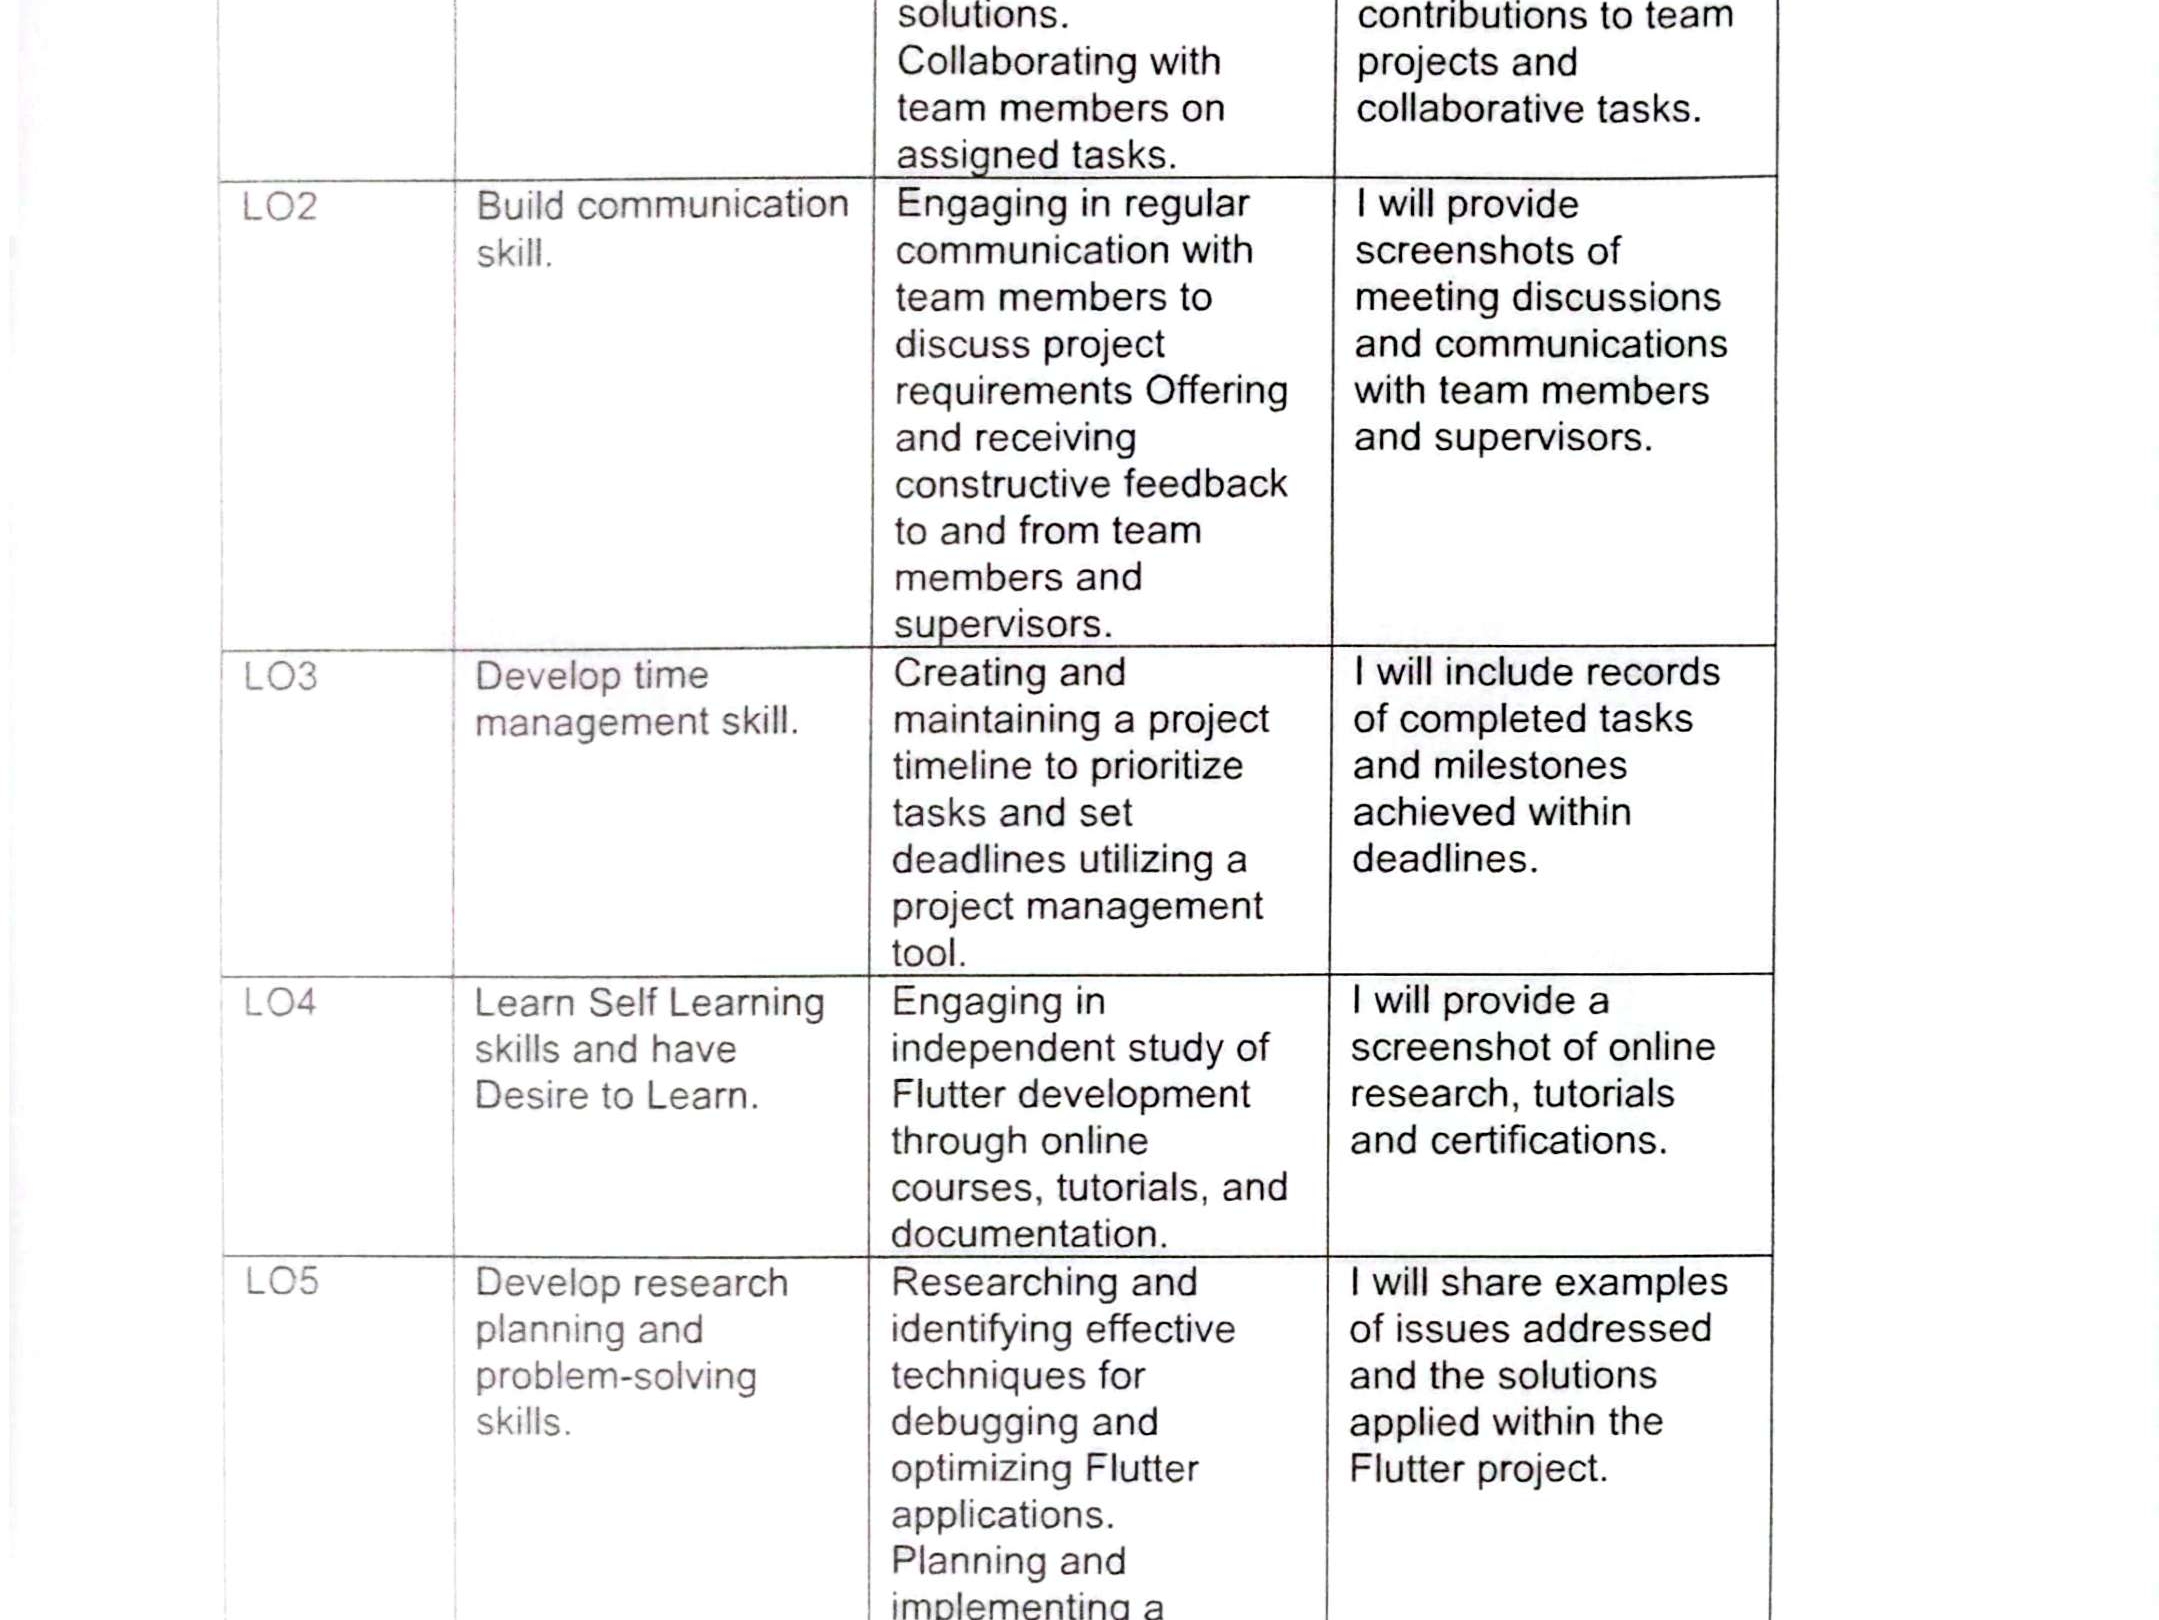 solutions.
Collaborating with
team members on
assigned tasks.
contributions to team
projects and
collaborative tasks.
LO2
Build communication
skill.
Engaging in regular
communication with
team members to
discuss project
requirements Offering
and receiving
constructive feedback
to and from team
members and
supervisors.
I will provide
screenshots of
meeting discussions
and communications
with team members
and supervisors.
LO3
Develop time
management skill.
Creating and
maintaining a project
timeline to prioritize
tasks and set
deadlines utilizing a
project management
tool.
I will include records
of completed tasks
and milestones
achieved within
deadlines.
LO4
Learn Self Learning
skills and have
Desire to Learn.
Engaging in
independent study of
Flutter development
through online
courses, tutorials, and
documentation.
I will provide a
screenshot of online
research, tutorials
and certifications.
LO5
Develop research
planning and
problem-solving
skills.
Researching and
identifying effective
techniques for
debugging and
optimizing Flutter
applications.
Planning and
implementing a
I will share examples
of issues addressed
and the solutions
applied within the
Flutter project.